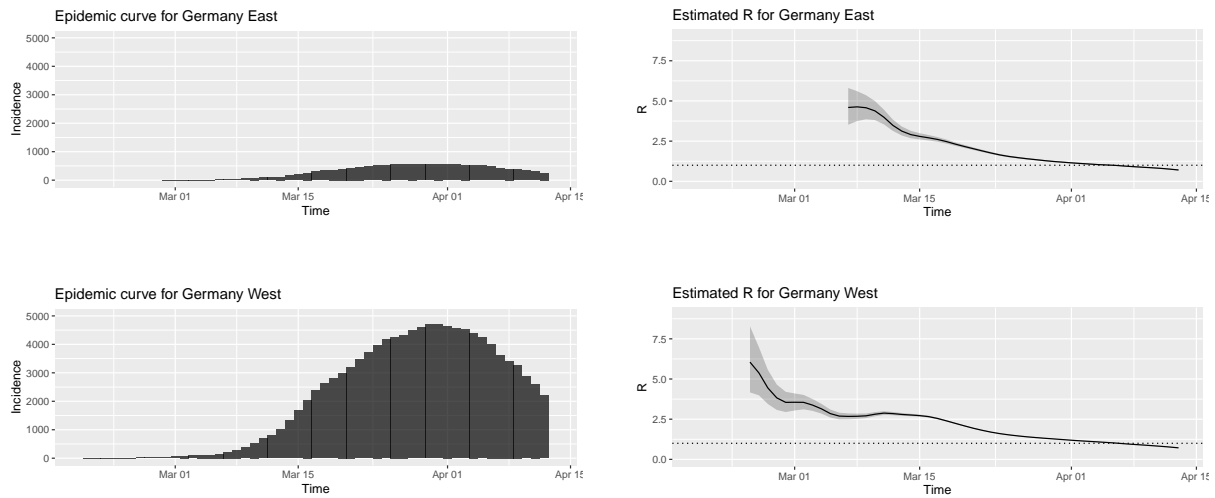 Epidemic curve for Germany East
5000
4000
3000
2000
1000
0
Incidence
Mar 01 Mar 15 Apr 01 Apr 15
Time
Estimated R for Germany East
7.5
5.0
2.5
0.0
R
Mar 01 Mar 15 Apr 01 Apr 15
Time
Epidemic curve for Germany West
5000
4000
3000
2000
1000
0
Incidence
Mar 01 Mar 15 Apr 01 Apr 15
Time
Estimated R for Germany West
7.5
5.0
2.5
0.0
R
Mar 01 Mar 15 Apr 01 Apr 15
Time